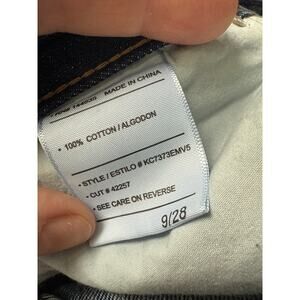 MADE IN CHINA
• 100% COTTON / ALGODON
• STYLE / ESTILO # KC7373EMV5
• CUT # 42257
• SEE CARE ON REVERSE
9/28